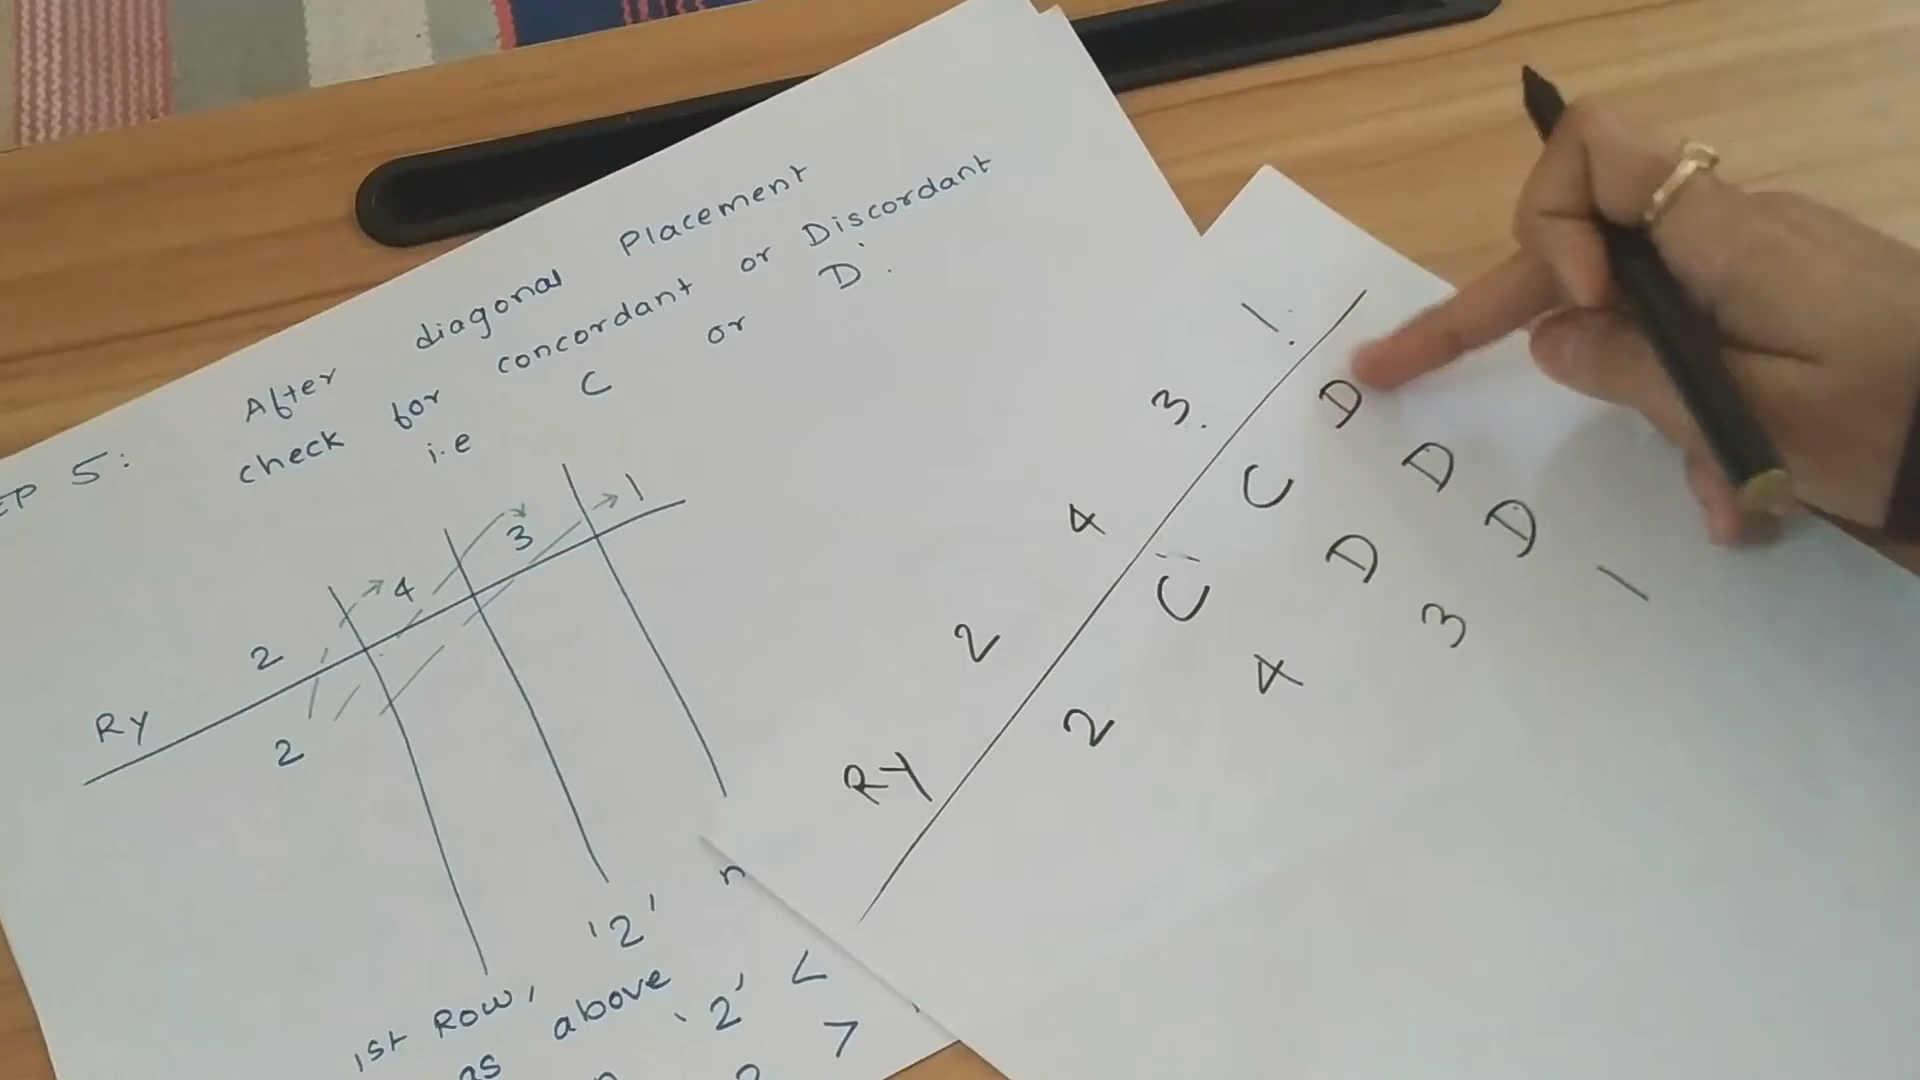 EP 5: After diagonal Placement
check for concordant or Discordant
i.e C or D.
Ry 2 4 3 1
2
1st Row, '2'
as above
'2' <
>
Ry 2 4 3. 1.
2 C C D
4 D D
3 D
1